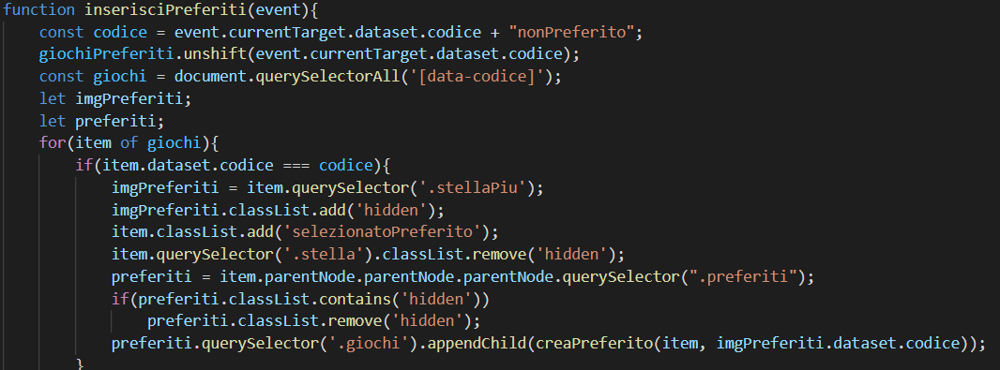 function inserisciPreferiti(event){
    const codice = event.currentTarget.dataset.codice + "nonPreferito";
    giochiPreferiti.unshift(event.currentTarget.dataset.codice);
    const giochi = document.querySelectorAll('[data-codice]');
    let imgPreferiti;
    let preferiti;
    for(item of giochi){
        if(item.dataset.codice === codice){
            imgPreferiti = item.querySelector('.stellaPiu');
            imgPreferiti.classList.add('hidden');
            item.classList.add('selezionatoPreferito');
            item.querySelector('.stella').classList.remove('hidden');
            preferiti = item.parentNode.parentNode.parentNode.querySelector(".preferiti");
            if(preferiti.classList.contains('hidden'))
                preferiti.classList.remove('hidden');
            preferiti.querySelector('.giochi').appendChild(creaPreferito(item, imgPreferiti.dataset.codice));
        }